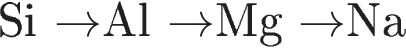 Si →Al →Mg →Na